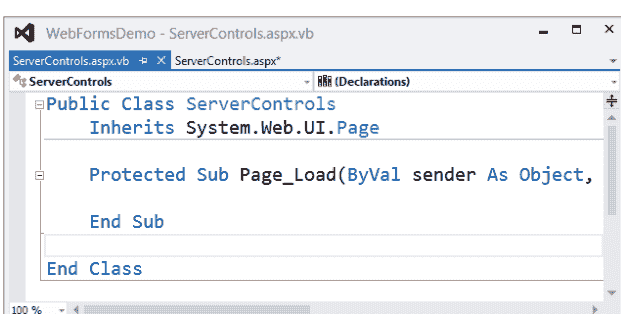 WebFormsDemo - ServerControls.aspx.vb
ServerControls.aspx.vb ServerControls.aspx*
ServerControls (Declarations)
Public Class ServerControls
Inherits System.Web.UI.Page
Protected Sub Page_Load(ByVal sender As Object,
End Sub
End Class
100 %